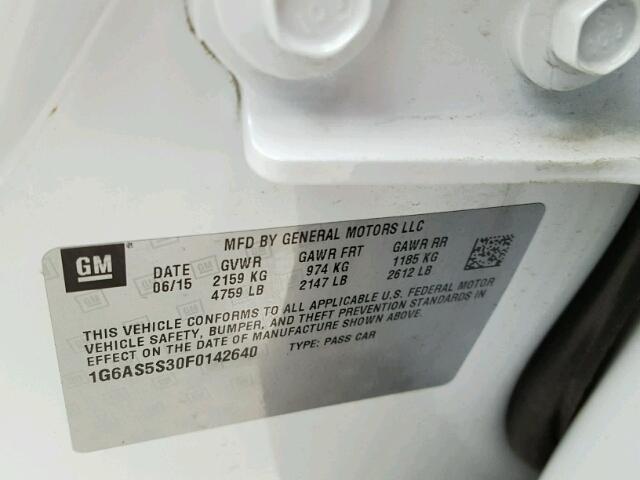 MFD BY GENERAL MOTORS LLC
GM
DATE GVWR GAWR FRT GAWR RR
06/15 2159 KG 974 KG 1185 KG
4759 LB 2147 LB 2612 LB
THIS VEHICLE CONFORMS TO ALL APPLICABLE U.S. FEDERAL MOTOR
VEHICLE SAFETY, BUMPER, AND THEFT PREVENTION STANDARDS IN
EFFECT ON THE DATE OF MANUFACTURE SHOWN ABOVE.
1G6AS5S30F0142640 TYPE: PASS CAR